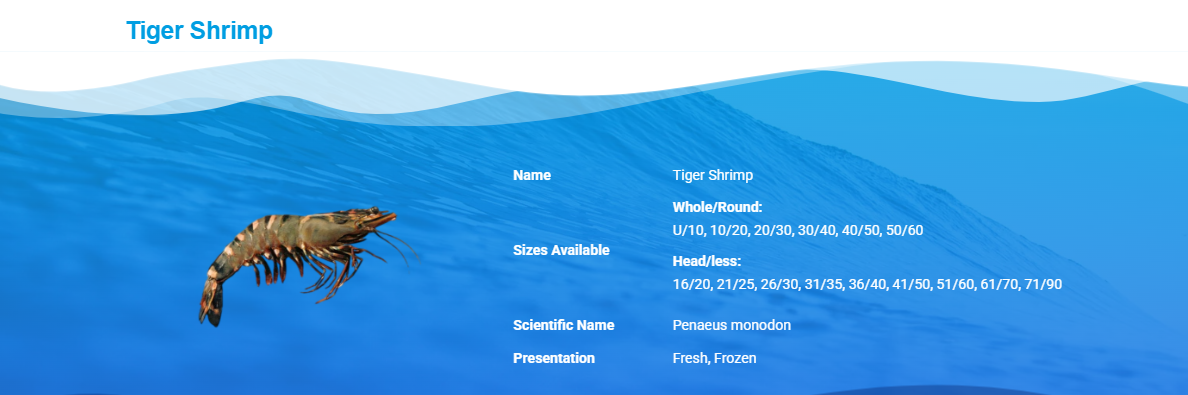 Tiger Shrimp
Name
Tiger Shrimp
Sizes Available
Whole/Round:
U/10, 10/20, 20/30, 30/40, 40/50, 50/60
Head/less:
16/20, 21/25, 26/30, 31/35, 36/40, 41/50, 51/60, 61/70, 71/90
Scientific Name
Penaeus monodon
Presentation
Fresh, Frozen